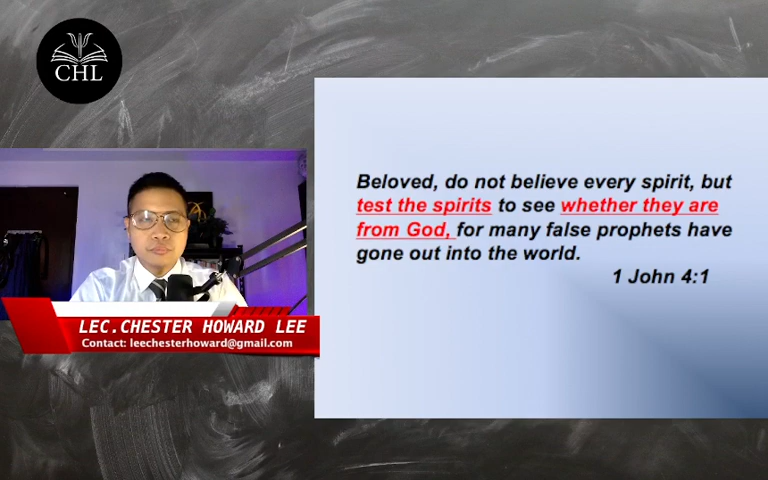 CHL
Beloved, do not believe every spirit, but
test the spirits to see whether they are
from God, for many false prophets have
gone out into the world.
1 John 4:1
LEC.CHESTER HOWARD LEE
Contact: leechesterhoward@gmail.com